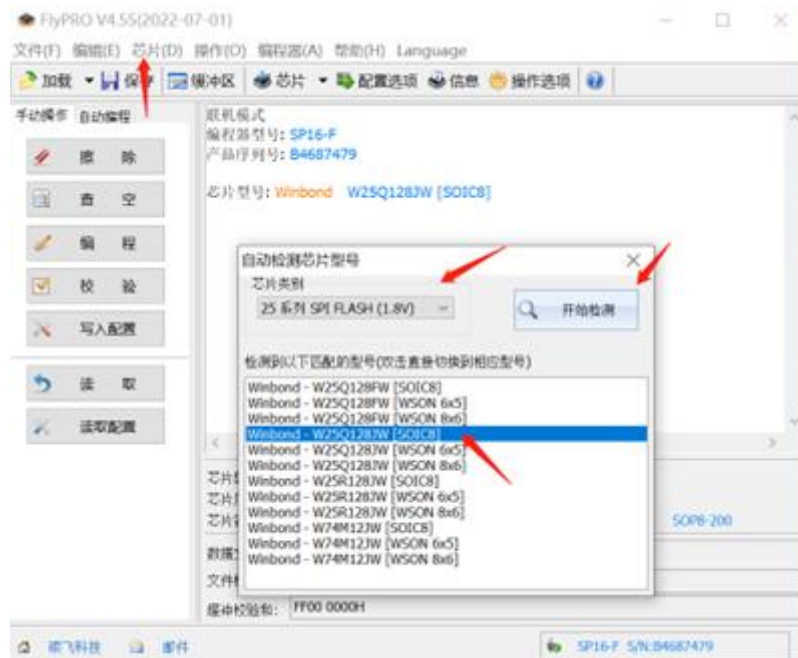 FlyPRO V4.55(2022-07-01)
文件(F) 编辑(E) 芯片(D) 操作(O) 编程器(A) 帮助(H) Language
加载 保存 缓冲区 芯片 配置选项 信息 操作选项
手动操作 自动编程
擦 除
查 空
编 程
校 验
写入配置
读 取
读取配置
联机模式
编程器型号: SP16-F
产品序列号: B4687479
芯片型号: Winbond W25Q128JW [SOIC8]
自动检测芯片型号
芯片类别
25 系列 SPI FLASH (1.8V)
开始检测
检测到以下匹配的型号(双击直接切换到相应型号)
Winbond - W25Q128FW [SOIC8]
Winbond - W25Q128FW [WSON 6x5]
Winbond - W25Q128FW [WSON 8x6]
Winbond - W25Q128JW [SOIC8]
Winbond - W25Q128JW [WSON 6x5]
Winbond - W25Q128JW [WSON 8x6]
Winbond - W25R128JW [SOIC8]
Winbond - W25R128JW [WSON 6x5]
Winbond - W25R128JW [WSON 8x6]
Winbond - W74M12JW [SOIC8]
Winbond - W74M12JW [WSON 6x5]
Winbond - W74M12JW [WSON 8x6]
芯片
芯片
芯片
SOP8-200
数据
文件
缓冲校验和: FF00 0000H
硕飞科技 邮件
SP16-F S/N:B4687479